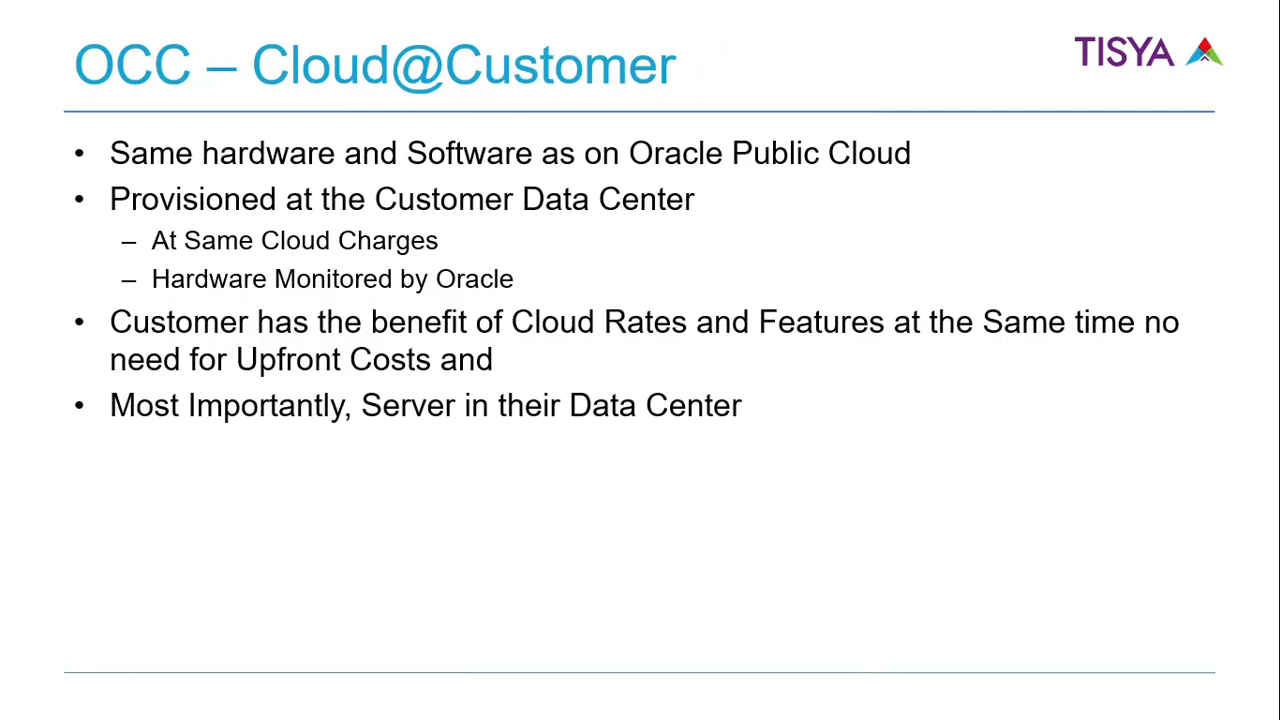 OCC – Cloud@Customer
TISYA
• Same hardware and Software as on Oracle Public Cloud
• Provisioned at the Customer Data Center
– At Same Cloud Charges
– Hardware Monitored by Oracle
• Customer has the benefit of Cloud Rates and Features at the Same time no
need for Upfront Costs and
• Most Importantly, Server in their Data Center